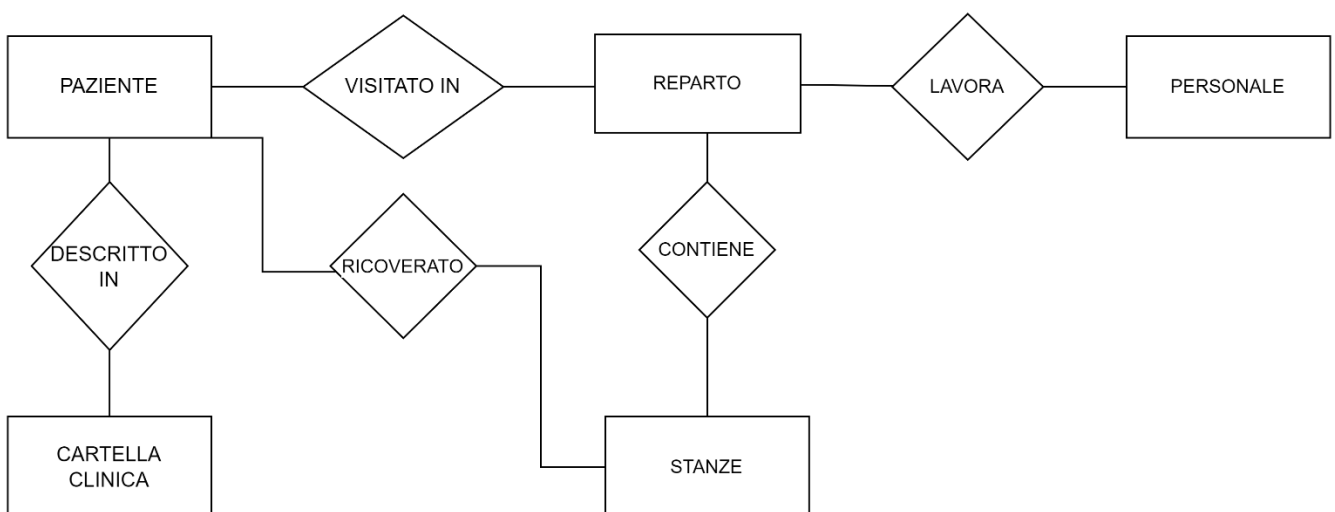 PAZIENTE
VISITATO IN
REPARTO
LAVORA
PERSONALE
DESCRITTO
IN
RICOVERATO
CONTIENE
CARTELLA
CLINICA
STANZE